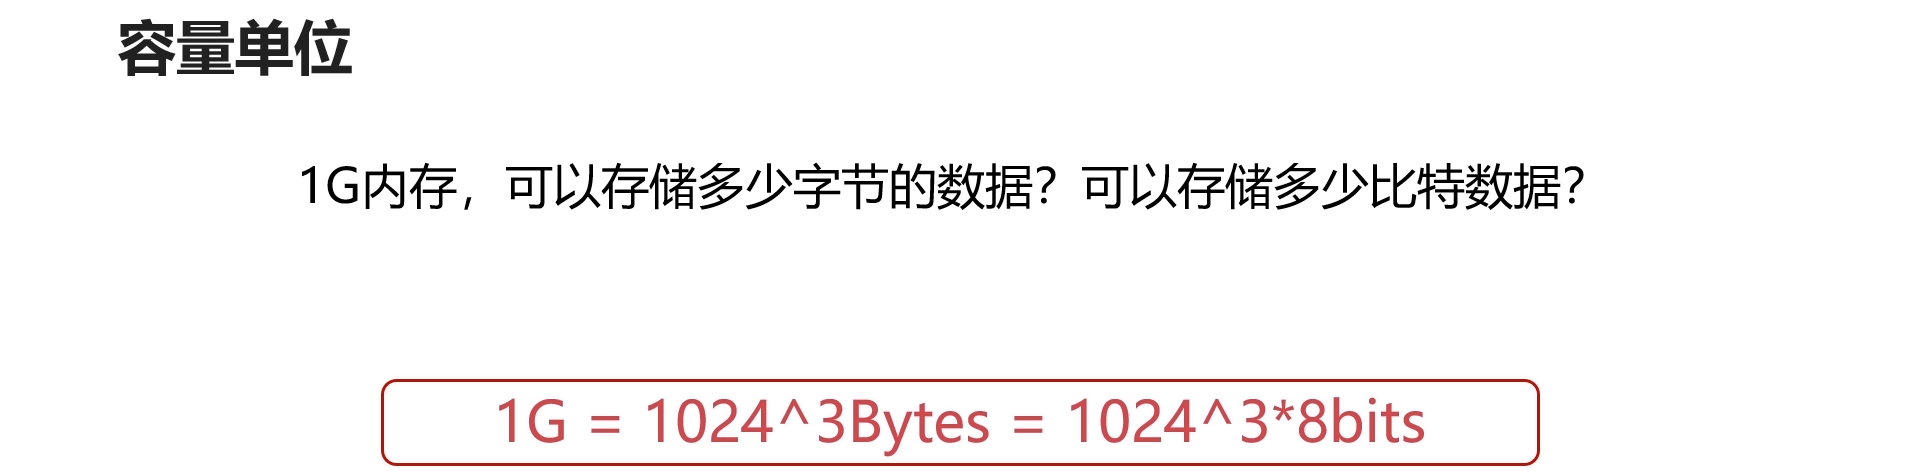 容量单位
1G内存，可以存储多少字节的数据？可以存储多少比特数据？
1G = 1024^3Bytes = 1024^3*8bits